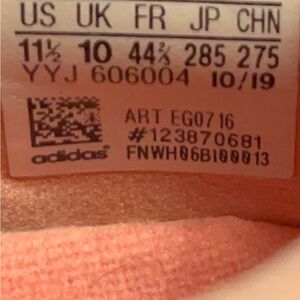 US UK FR JP CHN
11½ 10 44⅔ 285 275
YYJ 606004 10/19
ART EG0716
#123870681
adidas FNWH06BI00013